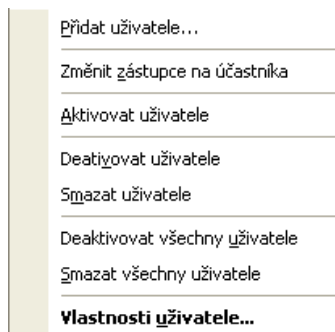 Přidat uživatele...
Změnit zástupce na účastníka
Aktivovat uživatele
Deativovat uživatele
Smazat uživatele
Deaktivovat všechny uživatele
Smazat všechny uživatele
Vlastnosti uživatele...